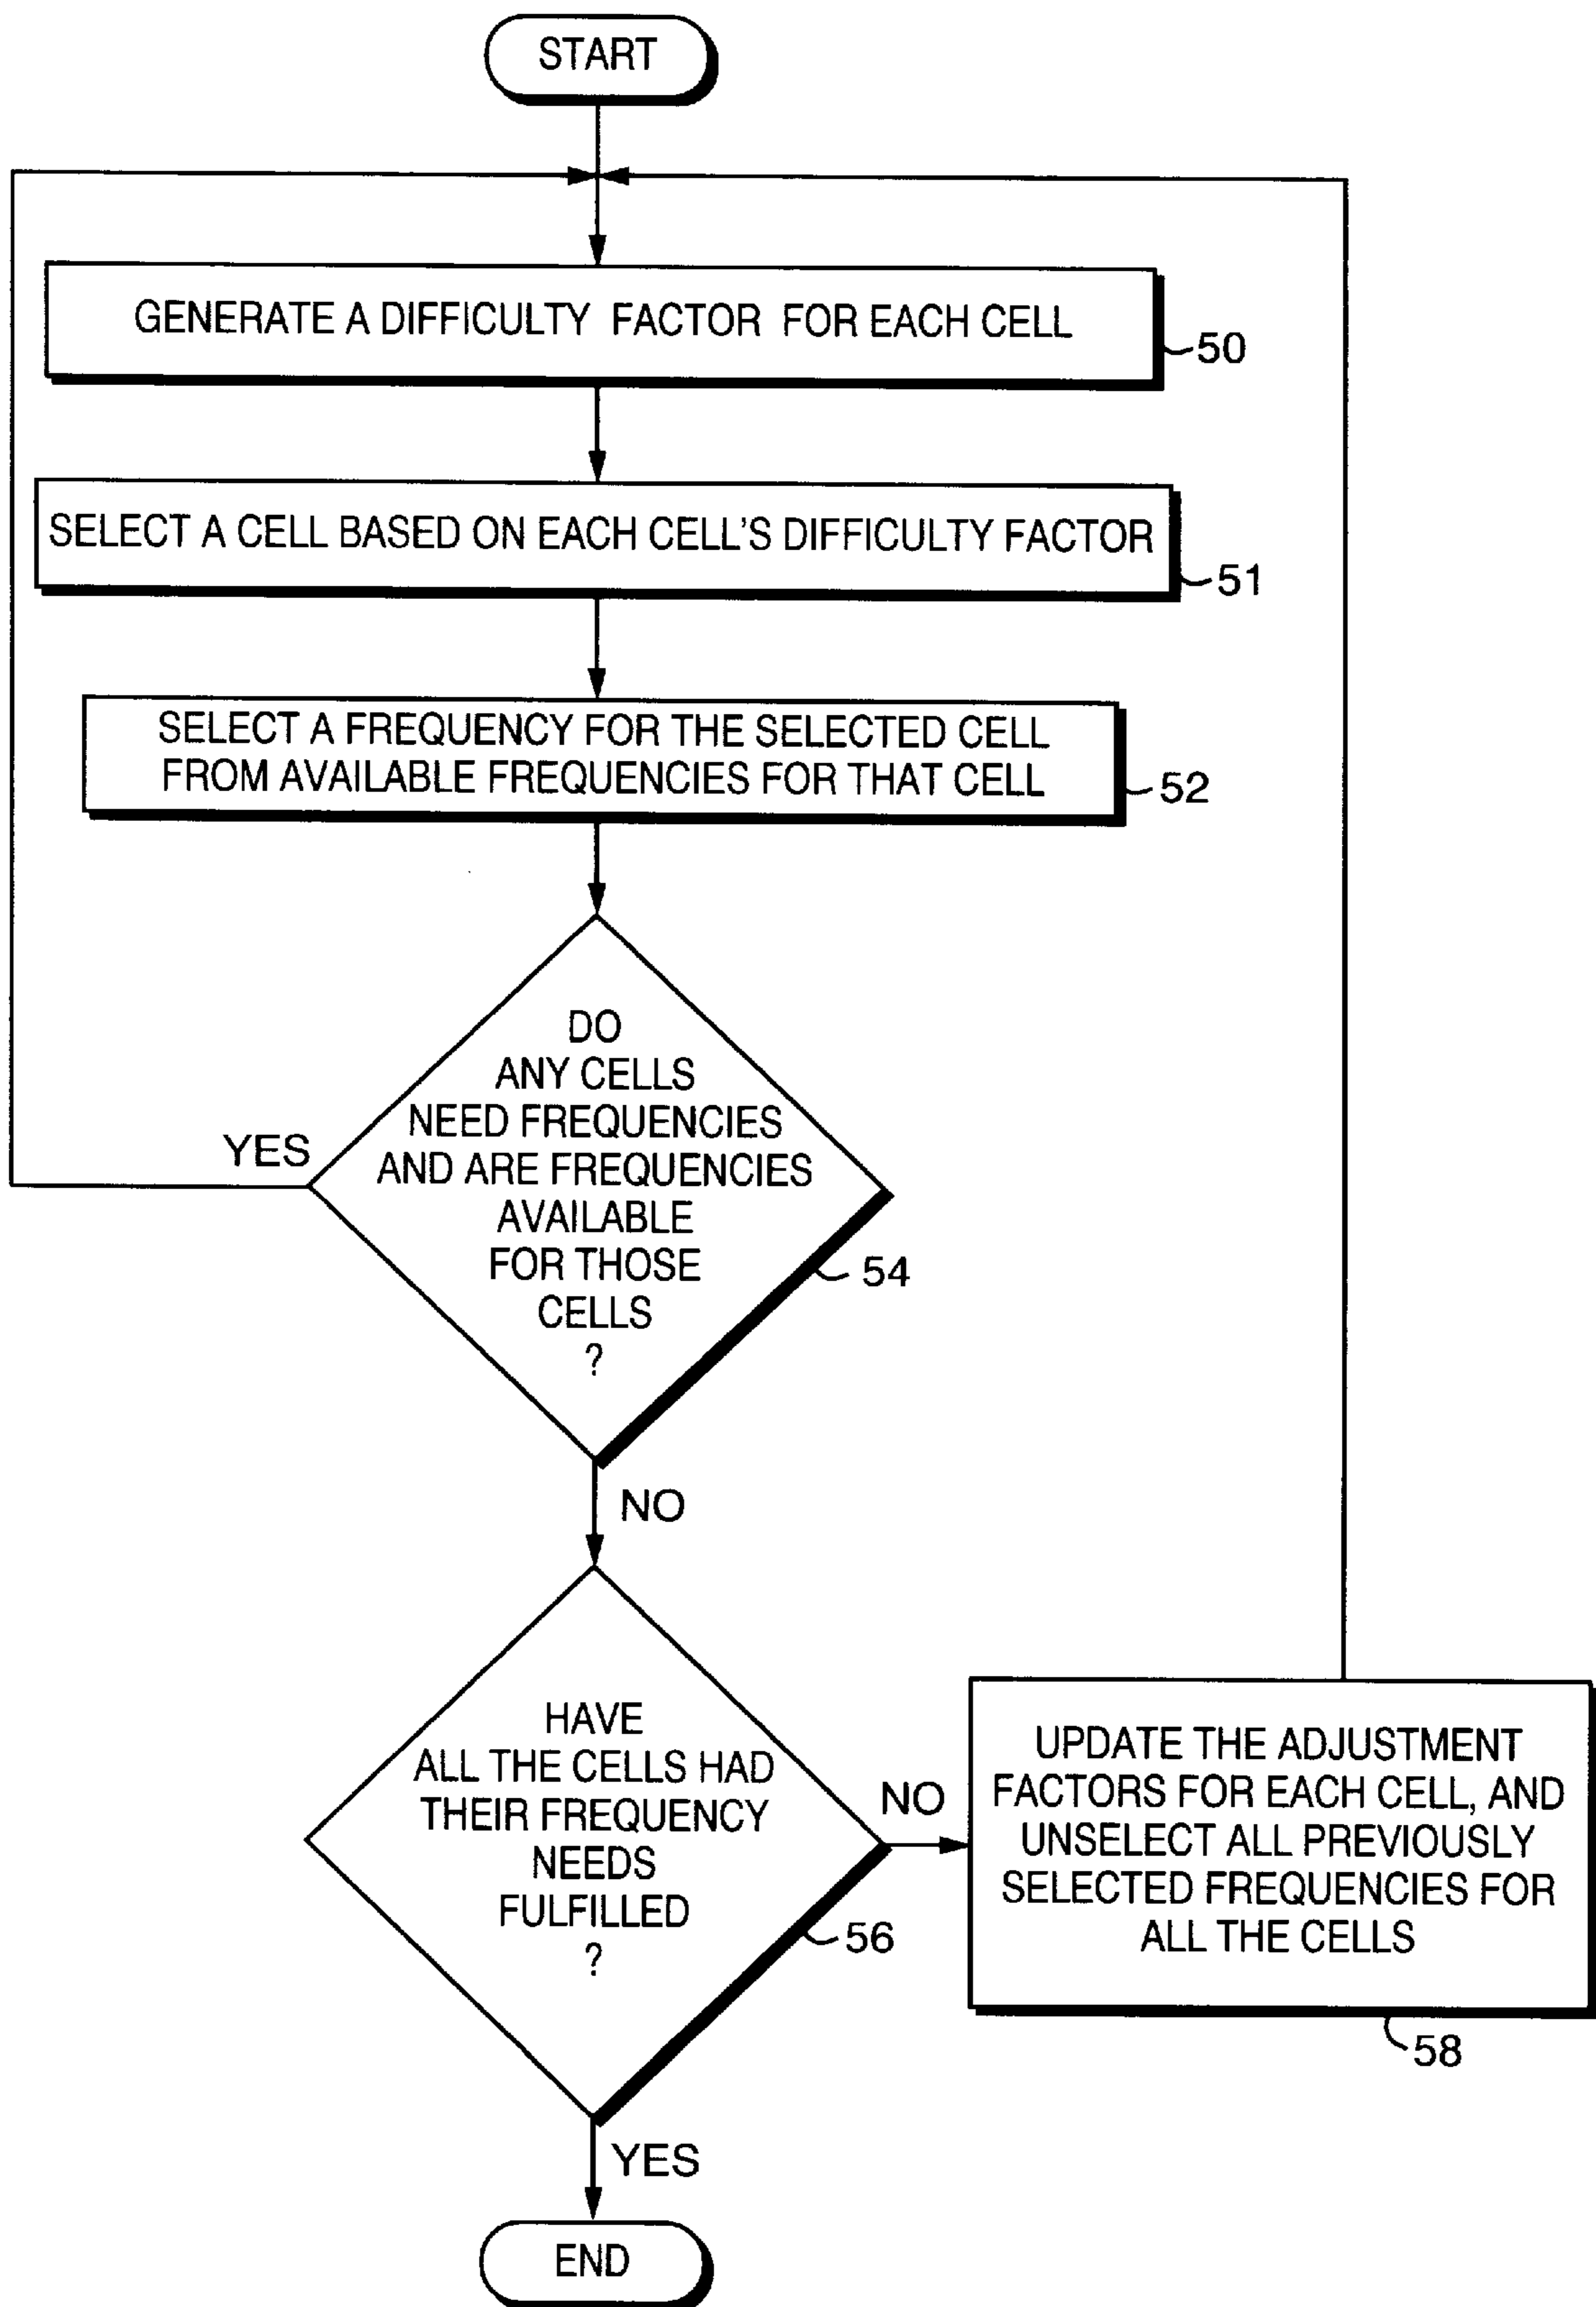 START
GENERATE A DIFFICULTY FACTOR FOR EACH CELL
50
SELECT A CELL BASED ON EACH CELL'S DIFFICULTY FACTOR
51
SELECT A FREQUENCY FOR THE SELECTED CELL
FROM AVAILABLE FREQUENCIES FOR THAT CELL
52
DO
ANY CELLS
NEED FREQUENCIES
AND ARE FREQUENCIES
AVAILABLE
FOR THOSE
CELLS
?
YES
54
NO
HAVE
ALL THE CELLS HAD
THEIR FREQUENCY
NEEDS
FULFILLED
?
56
NO
UPDATE THE ADJUSTMENT
FACTORS FOR EACH CELL, AND
UNSELECT ALL PREVIOUSLY
SELECTED FREQUENCIES FOR
ALL THE CELLS
58
YES
END